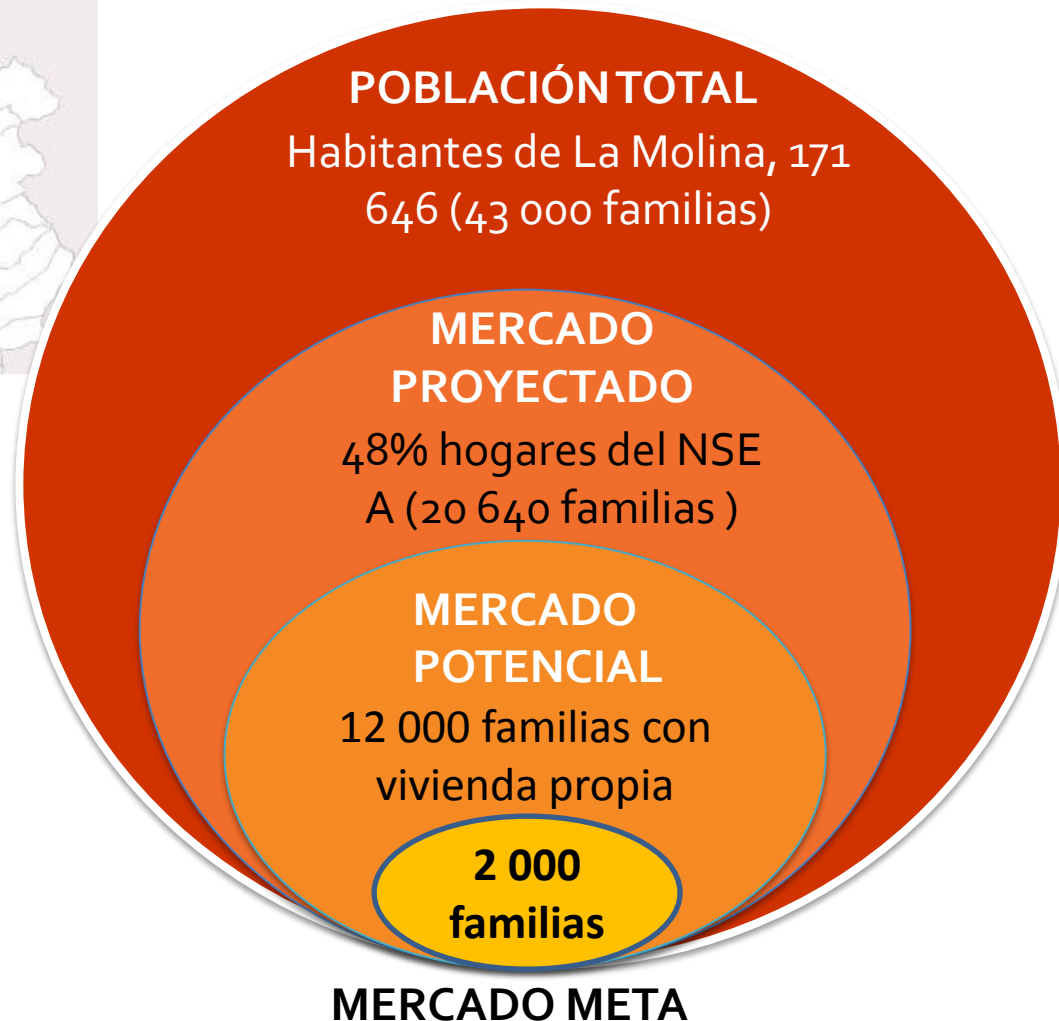 POBLACIÓN TOTAL
Habitantes de La Molina, 171
646 (43 000 familias)
MERCADO
PROYECTADO
48% hogares del NSE
A (20 640 familias )
MERCADO
POTENCIAL
12 000 familias con
vivienda propia
2 000
familias
MERCADO META